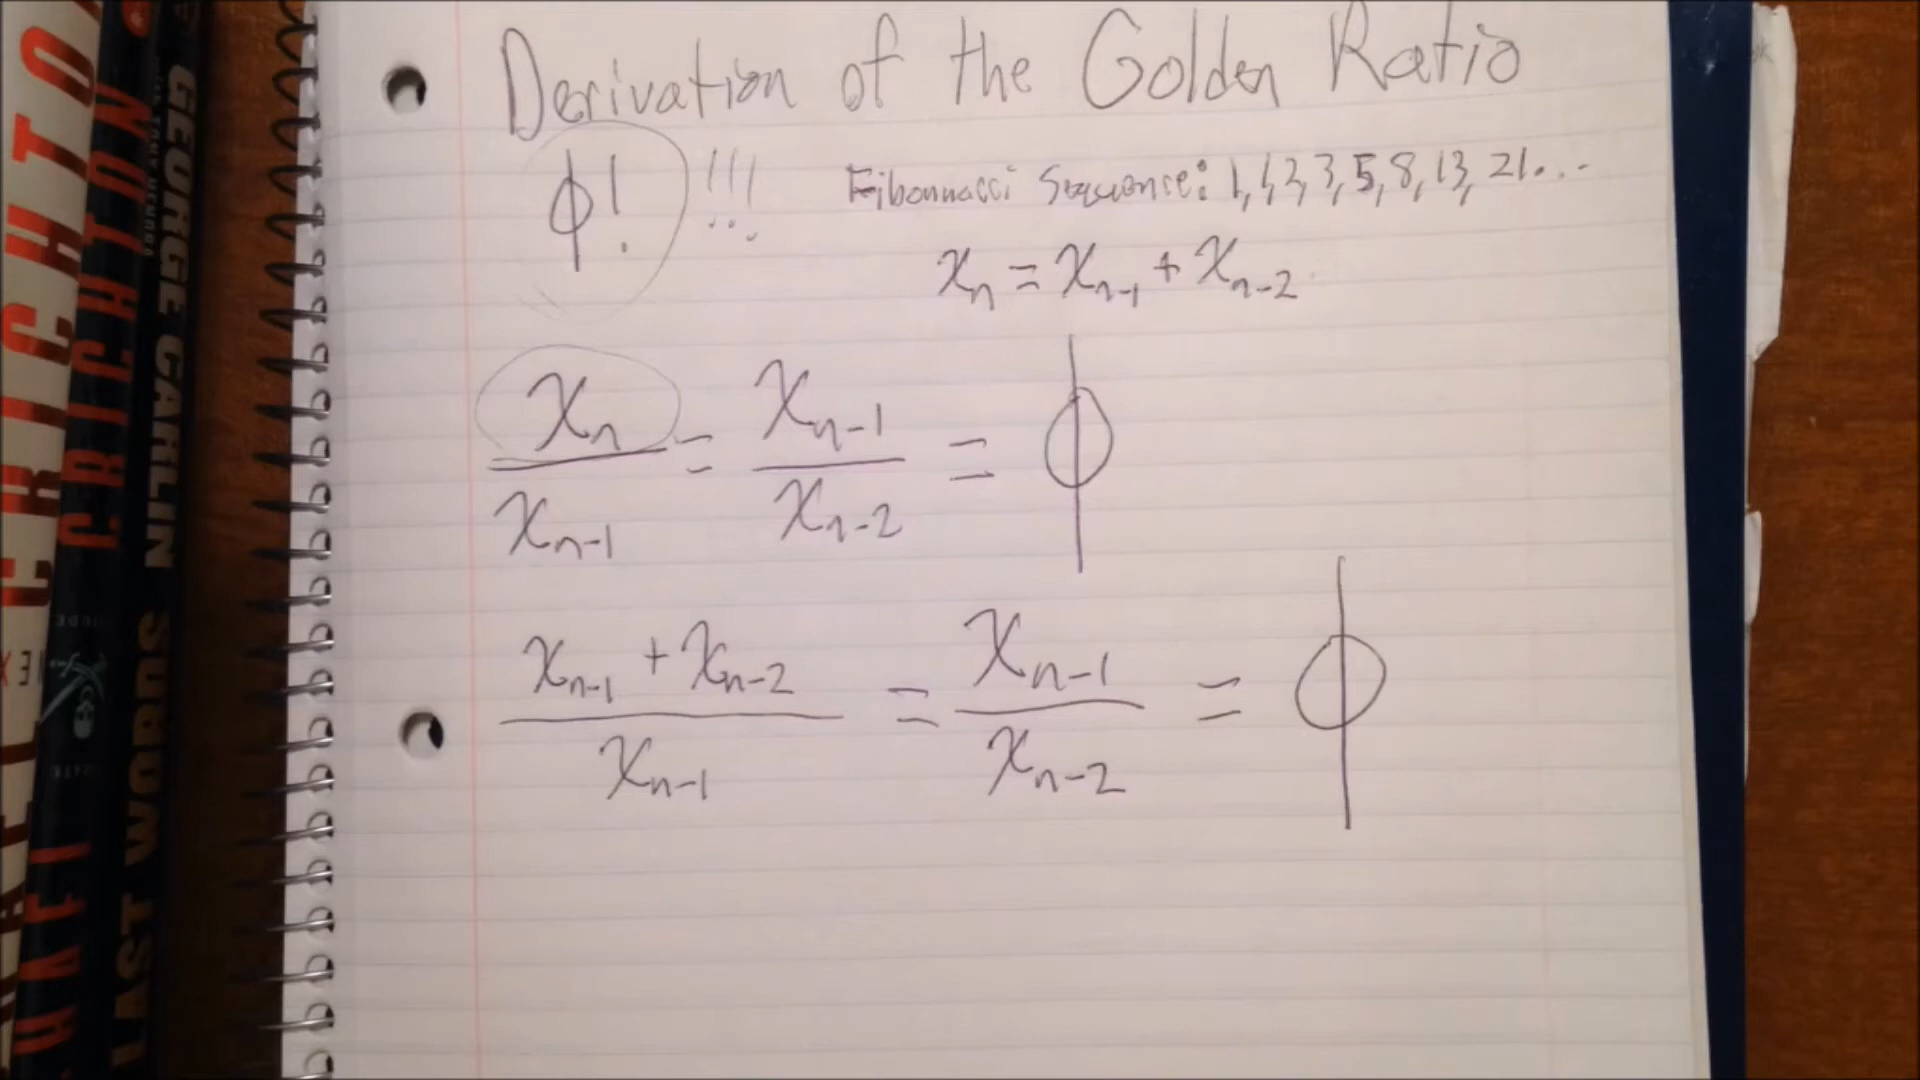 Derivation of the Golden Ratio
ϕ! !!! Fibonnacci Sequence: 1, 1, 2, 3, 5, 8, 13, 21...
xₙ = xₙ₋₁ + xₙ₋₂
xₙ/xₙ₋₁ = xₙ₋₁/xₙ₋₂ = ϕ
(xₙ₋₁ + xₙ₋₂)/xₙ₋₁ = xₙ₋₁/xₙ₋₂ = ϕ
CRICHTON
CRICHTON
GEORGE CARLIN LAST WORDS